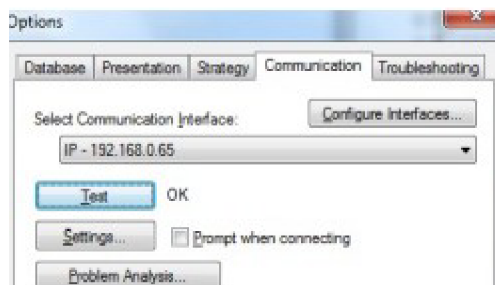 Options
Database Presentation Strategy Communication Troubleshooting
Select Communication Interface: Configure Interfaces...
IP - 192.168.0.65
Test OK
Settings... Prompt when connecting
Problem Analysis...